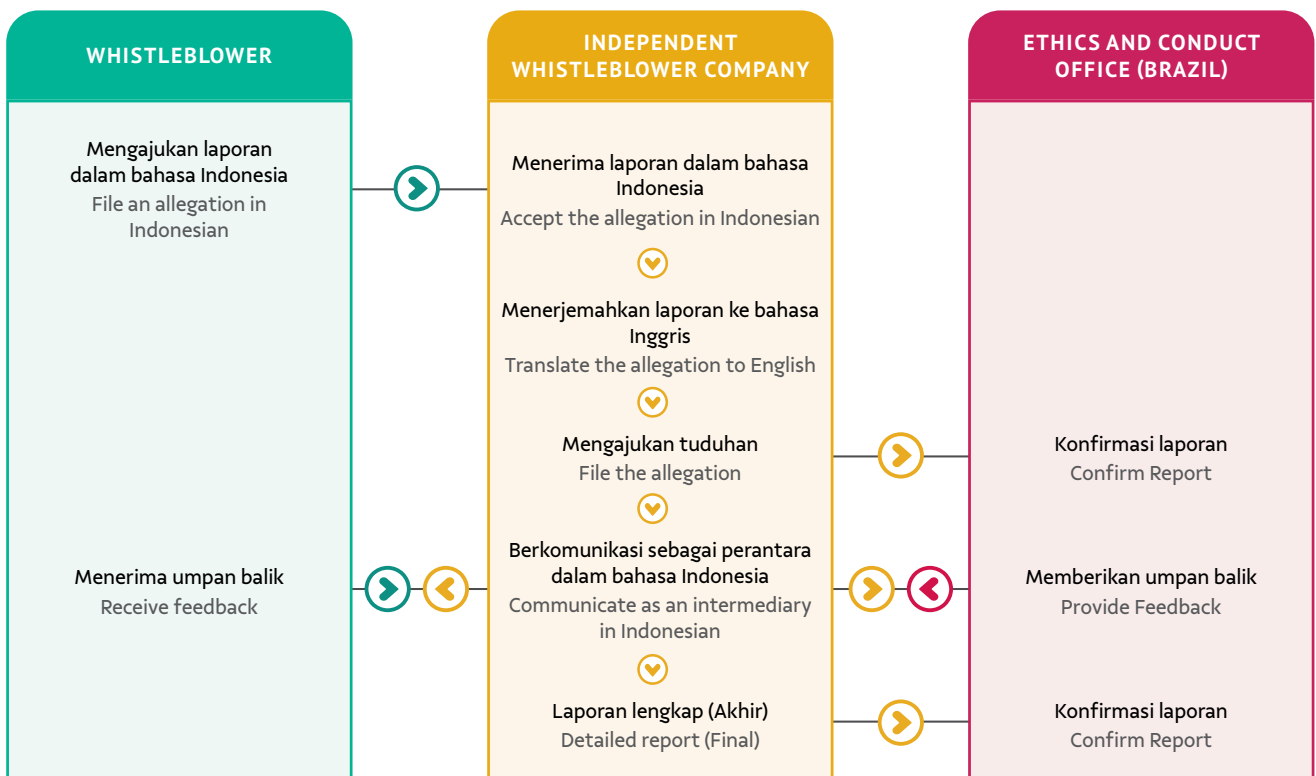 WHISTLEBLOWER
Mengajukan laporan
dalam bahasa Indonesia
File an allegation in
Indonesian
Menerima umpan balik
Receive feedback
INDEPENDENT
WHISTLEBLOWER COMPANY
Menerima laporan dalam bahasa
Indonesia
Accept the allegation in Indonesian
Menerjemahkan laporan ke bahasa
Inggris
Translate the allegation to English
Mengajukan tuduhan
File the allegation
Berkomunikasi sebagai perantara
dalam bahasa Indonesia
Communicate as an intermediary
in Indonesian
Laporan lengkap (Akhir)
Detailed report (Final)
ETHICS AND CONDUCT
OFFICE (BRAZIL)
Konfirmasi laporan
Confirm Report
Memberikan umpan balik
Provide Feedback
Konfirmasi laporan
Confirm Report